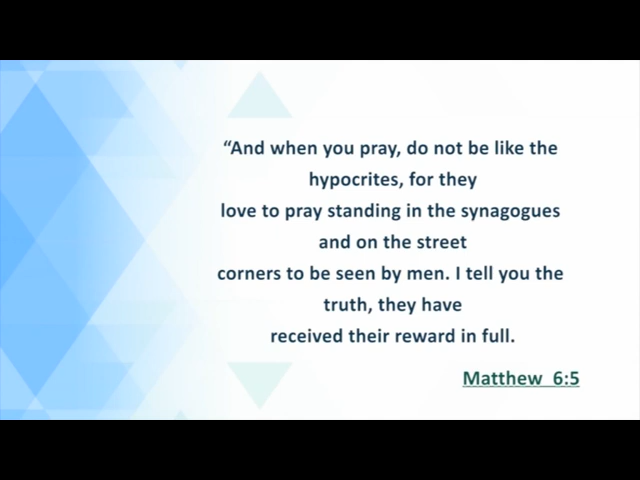 “And when you pray, do not be like the
hypocrites, for they
love to pray standing in the synagogues
and on the street
corners to be seen by men. I tell you the
truth, they have
received their reward in full.
Matthew  6:5